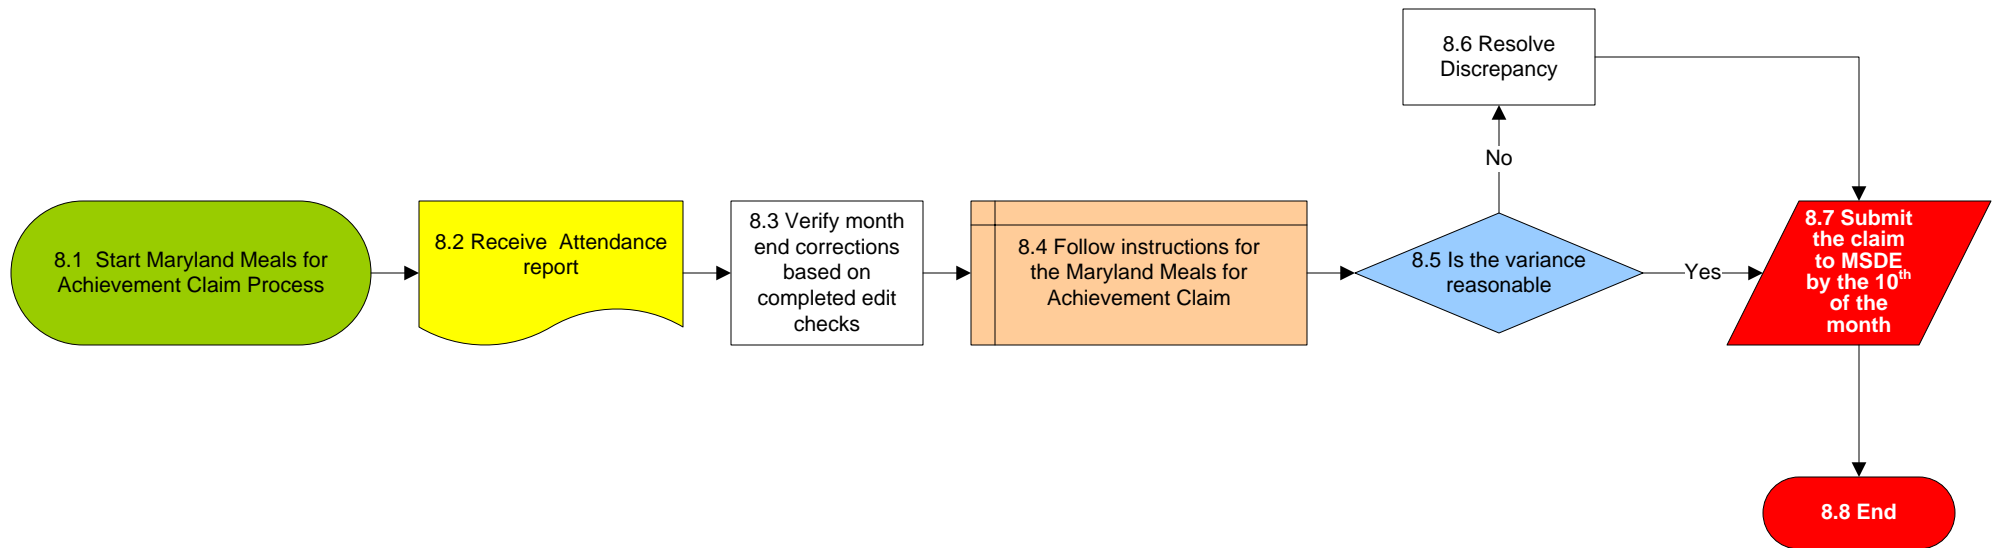 8.1 Start Maryland Meals for
Achievement Claim Process
8.2 Receive Attendance
report
8.3 Verify month
end corrections
based on
completed edit
checks
8.4 Follow instructions for
the Maryland Meals for
Achievement Claim
8.5 Is the variance
reasonable
No
8.6 Resolve
Discrepancy
Yes
8.7 Submit
the claim
to MSDE
by the 10th
of the
month
8.8 End